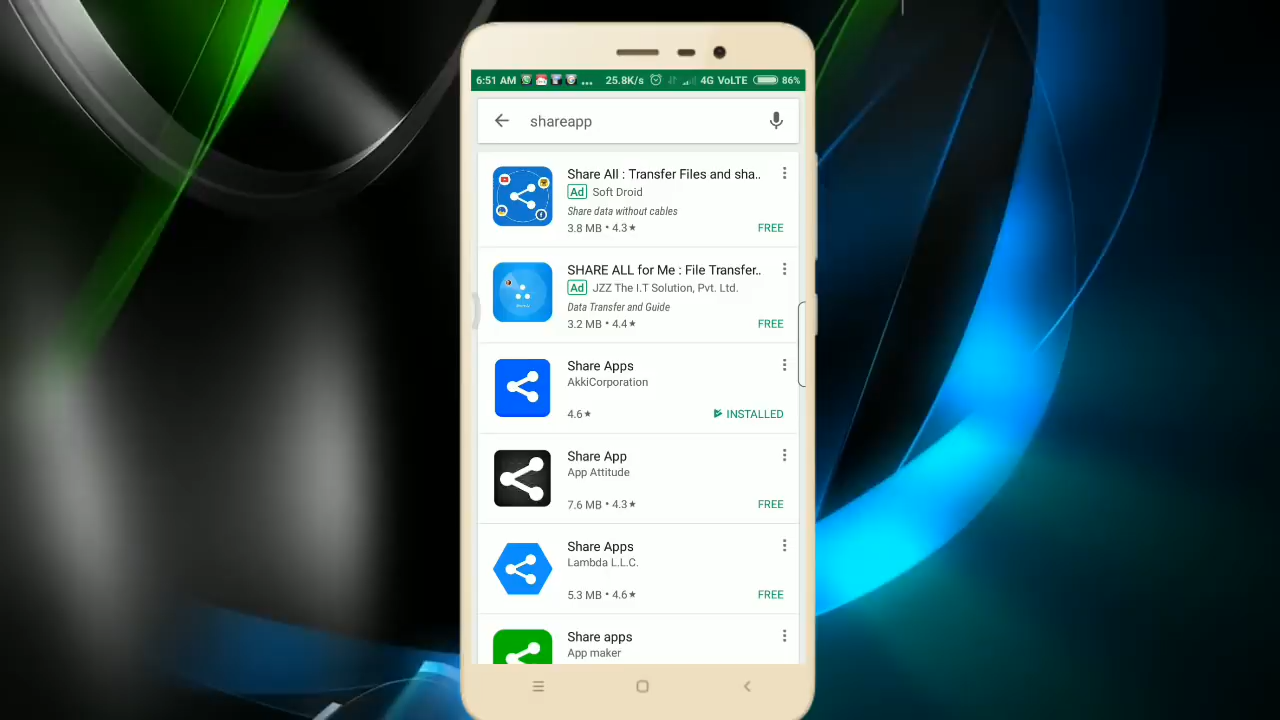 6:51 AM ... 25.8K/s 4G VoLTE 86%
shareapp
Share All : Transfer Files and sha..
Ad Soft Droid
Share data without cables
3.8 MB • 4.3★ FREE
SHARE ALL for Me : File Transfer..
Ad JZZ The I.T Solution, Pvt. Ltd.
Data Transfer and Guide
3.2 MB • 4.4★ FREE
Share Apps
AkkiCorporation
4.6★ INSTALLED
Share App
App Attitude
7.6 MB • 4.3★ FREE
Share Apps
Lambda L.L.C.
5.3 MB • 4.6★ FREE
Share apps
App maker